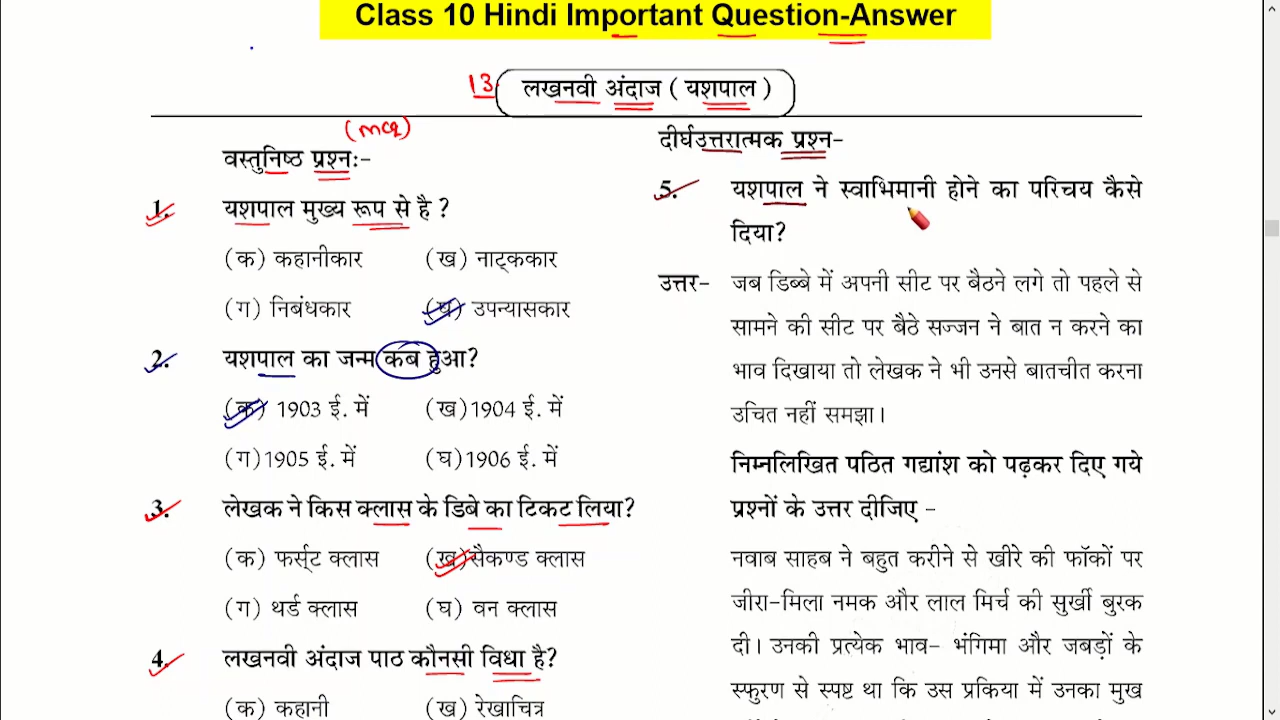 Class 10 Hindi Important Question-Answer
13 लखनवी अंदाज ( यशपाल )
(mcq)
वस्तुनिष्ठ प्रश्नः-
1. यशपाल मुख्य रूप से है ?
(क) कहानीकार (ख) नाट्ककार
(ग) निबंधकार (घ) उपन्यासकार
2. यशपाल का जन्म कब हुआ?
(क) 1903 ई. में (ख) 1904 ई. में
(ग) 1905 ई. में (घ) 1906 ई. में
3. लेखक ने किस क्लास के डिबे का टिकट लिया?
(क) फर्स्ट क्लास (ख) सैकण्ड क्लास
(ग) थर्ड क्लास (घ) वन क्लास
4. लखनवी अंदाज पाठ कौनसी विधा है?
(क) कहानी (ख) रेखाचित्र
दीर्घउत्तरात्मक प्रश्न-
5. यशपाल ने स्वाभिमानी होने का परिचय कैसे
दिया?
उत्तर- जब डिब्बे में अपनी सीट पर बैठने लगे तो पहले से
सामने की सीट पर बैठे सज्जन ने बात न करने का
भाव दिखाया तो लेखक ने भी उनसे बातचीत करना
उचित नहीं समझा।
निम्नलिखित पठित गद्यांश को पढ़कर दिए गये
प्रश्नों के उत्तर दीजिए -
नवाब साहब ने बहुत करीने से खीरे की फॉकों पर
जीरा-मिला नमक और लाल मिर्च की सुर्खी बुरक
दी। उनकी प्रत्येक भाव- भंगिमा और जबड़ों के
स्फुरण से स्पष्ट था कि उस प्रकिया में उनका मुख